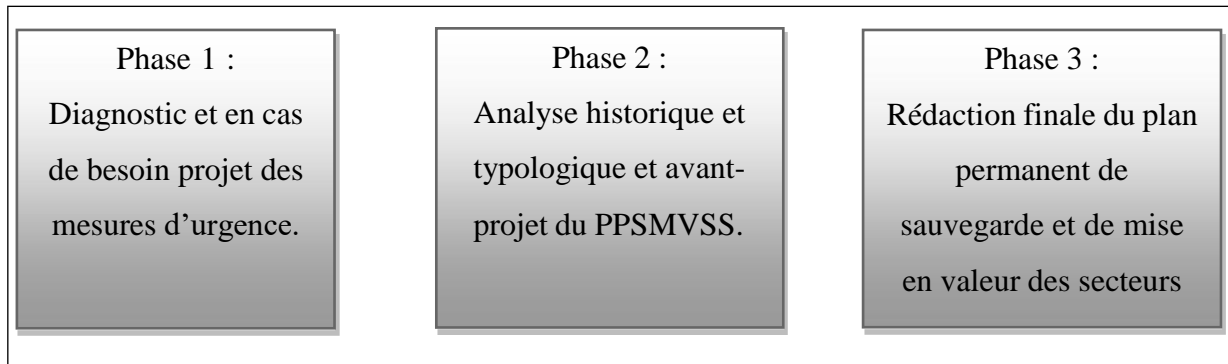 Phase 1 :
Diagnostic et en cas
de besoin projet des
mesures d’urgence.
Phase 2 :
Analyse historique et
typologique et avant-
projet du PPSMVSS.
Phase 3 :
Rédaction finale du plan
permanent de
sauvegarde et de mise
en valeur des secteurs